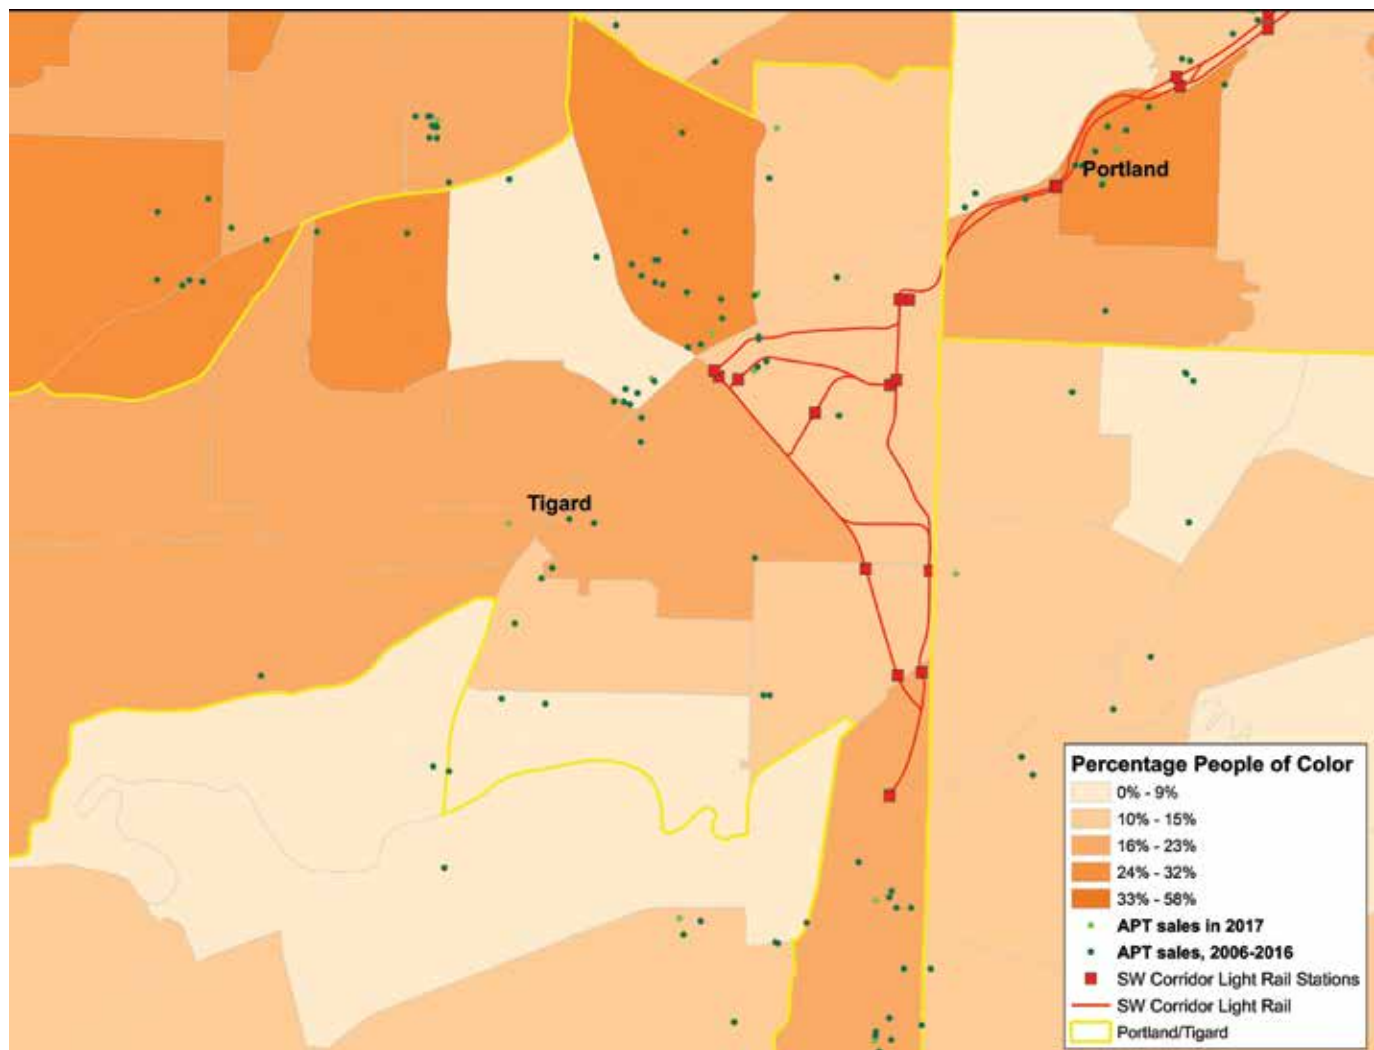 Portland
Tigard
Percentage People of Color
0% - 9%
10% - 15%
16% - 23%
24% - 32%
33% - 58%
APT sales in 2017
APT sales, 2006-2016
SW Corridor Light Rail Stations
SW Corridor Light Rail
Portland/Tigard